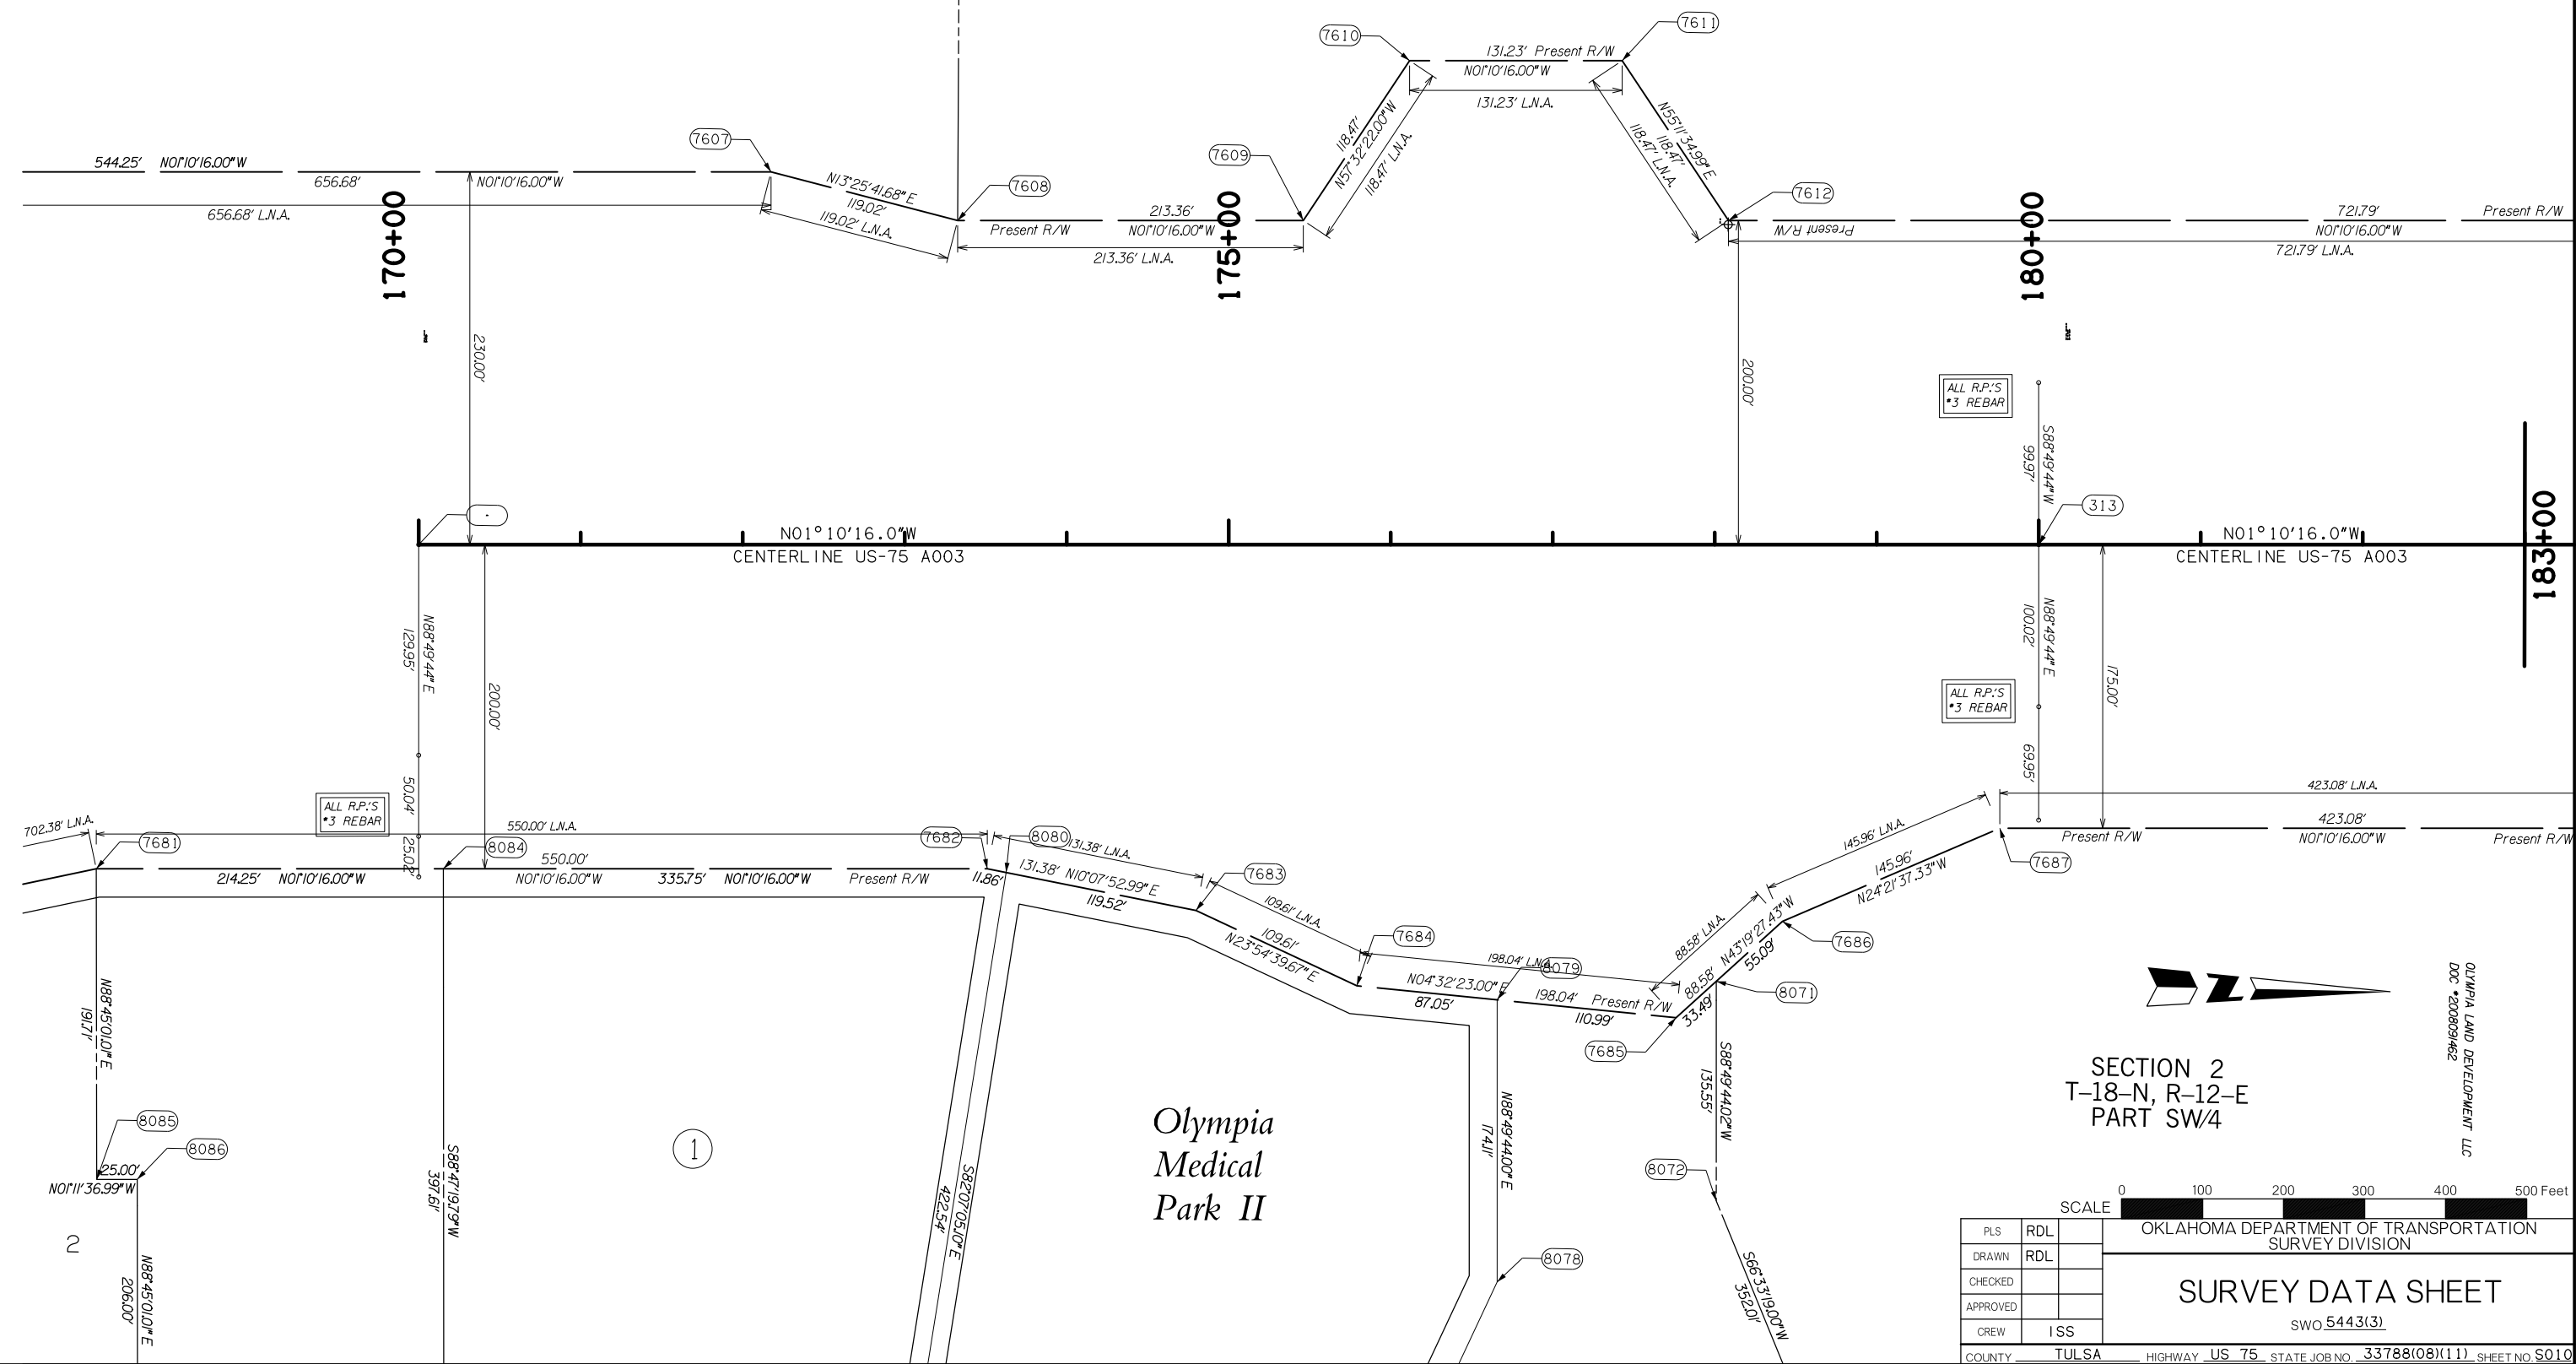 7610
7611
131.23' Present R/W
N01°10'16.00"W
131.23' L.N.A.
118.47'
N57°32'22.00"W
118.47' L.N.A.
N55°11'34.99"E
118.47'
118.47' L.N.A.
7607
7609
7608
7612
544.25' N01°10'16.00"W
656.68' N01°10'16.00"W
656.68' L.N.A.
N13°25'41.68"E
119.02'
119.02' L.N.A.
213.36'
Present R/W N01°10'16.00"W
213.36' L.N.A.
Present R/W
721.79' Present R/W
N01°10'16.00"W
721.79' L.N.A.
170+00
175+00
180+00
183+00
230.00'
200.00'
ALL R.P.'S
#3 REBAR
S88°49'44"W
99.97'
313
N01°10'16.0"W
CENTERLINE US-75 A003
N01°10'16.0"W
CENTERLINE US-75 A003
N88°49'44"E
129.95'
50.04'
25.02'
200.00'
N88°49'44"E
100.02'
69.95'
175.00'
ALL R.P.'S
#3 REBAR
ALL R.P.'S
#3 REBAR
702.38' L.N.A.
7681
550.00' L.N.A.
8084
550.00'
214.25' N01°10'16.00"W
N01°10'16.00"W 335.75' N01°10'16.00"W Present R/W
7682
8080
131.38' L.N.A.
11.86'
131.38' N10°07'52.99"E
119.52'
7683
109.61' L.N.A.
109.61'
N23°54'39.67"E
7684
198.04' L.N.A.
8079
N04°32'23.00"E
87.05'
198.04' Present R/W
110.99'
7685
88.58' L.N.A.
88.58' N43°19'27.43"W
33.49'
55.09'
8071
7686
145.96' L.N.A.
145.96'
N24°21'37.33"W
7687
423.08' L.N.A.
423.08'
Present R/W N01°10'16.00"W Present R/W
N88°45'01.01"E
191.71'
8085
8086
25.00'
N01°11'36.99"W
2
N88°45'01.01"E
206.00'
S88°47'19.79"W
397.61'
1
S82°07'05.10"E
422.54'
Olympia
Medical
Park II
N88°49'44.00"E
174.11'
8078
S88°49'44.02"W
135.55'
8072
S66°33'19.00"W
352.01'
N
SECTION 2
T-18-N, R-12-E
PART SW/4
OLYMPIA LAND DEVELOPMENT LLC
DOC #2008091462
SCALE
0 100 200 300 400 500 Feet
PLS RDL
DRAWN RDL
CHECKED
APPROVED
CREW ISS
OKLAHOMA DEPARTMENT OF TRANSPORTATION
SURVEY DIVISION
SURVEY DATA SHEET
SWO 5443(3)
COUNTY TULSA HIGHWAY US 75 STATE JOB NO. 33788(08)(11) SHEET NO. S010